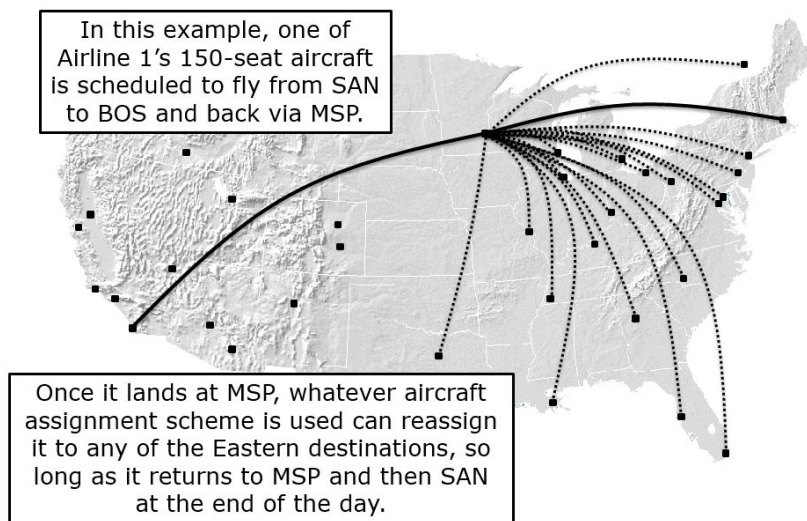 In this example, one of
Airline 1's 150-seat aircraft
is scheduled to fly from SAN
to BOS and back via MSP.
Once it lands at MSP, whatever aircraft
assignment scheme is used can reassign
it to any of the Eastern destinations, so
long as it returns to MSP and then SAN
at the end of the day.